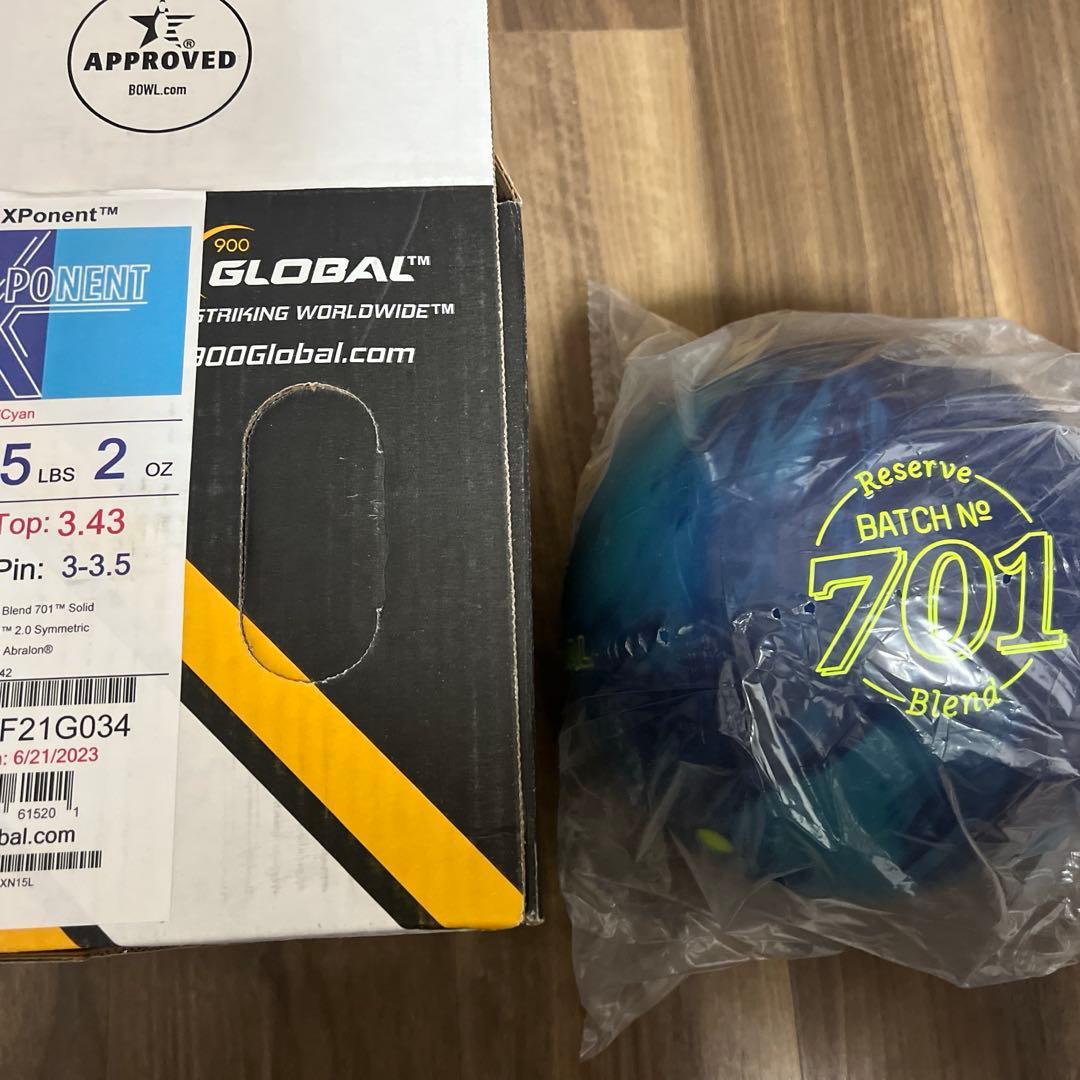 APPROVED
BOWL.com
XPonent™
PONENT
/Cyan
5 LBS 2 OZ
Top: 3.43
Pin: 3-3.5
Blend 701™ Solid
™ 2.0 Symmetric
Abralon®
42
F21G034
: 6/21/2023
61520 1
bal.com
XN15L
900
GLOBAL™
STRIKING WORLDWIDE™
900Global.com
Reserve
BATCH Nº
701
Blend